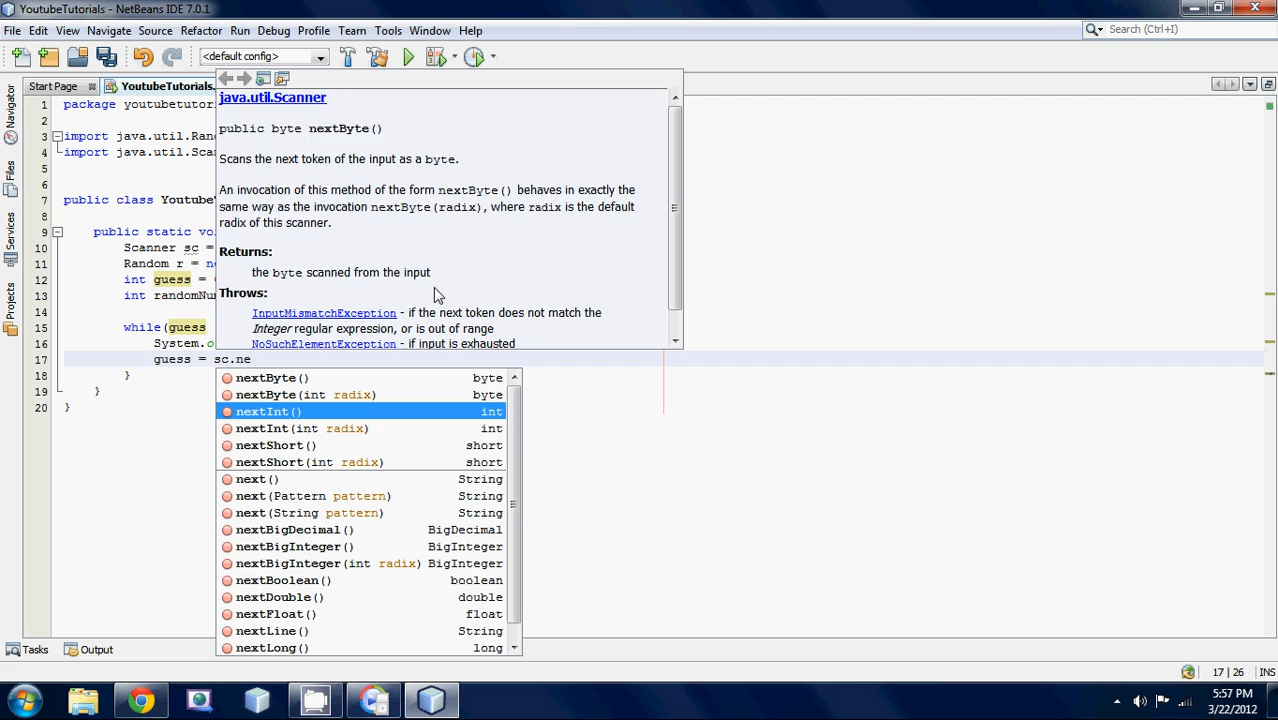 YoutubeTutorials - NetBeans IDE 7.0.1
File Edit View Navigate Source Refactor Run Debug Profile Team Tools Window Help
Search (Ctrl+I)
<default config>
Start Page YoutubeTutorials.
Navigator
Files
Services
Projects
1 package youtubetutor
2
3 import java.util.Ran
4 import java.util.Sca
5
6
7 public class Youtube
8
9 public static vo
10 Scanner sc =
11 Random r = n
12 int guess =
13 int randomNu
14
15 while(guess
16 System.o
17 guess = sc.ne
18 }
19 }
20 }
java.util.Scanner
public byte nextByte()
Scans the next token of the input as a byte.
An invocation of this method of the form nextByte() behaves in exactly the
same way as the invocation nextByte(radix), where radix is the default
radix of this scanner.
Returns:
the byte scanned from the input
Throws:
InputMismatchException - if the next token does not match the
Integer regular expression, or is out of range
NoSuchElementException - if input is exhausted
nextByte() byte
nextByte(int radix) byte
nextInt() int
nextInt(int radix) int
nextShort() short
nextShort(int radix) short
next() String
next(Pattern pattern) String
next(String pattern) String
nextBigDecimal() BigDecimal
nextBigInteger() BigInteger
nextBigInteger(int radix) BigInteger
nextBoolean() boolean
nextDouble() double
nextFloat() float
nextLine() String
nextLong() long
Tasks Output
17 | 26 INS
5:57 PM
3/22/2012